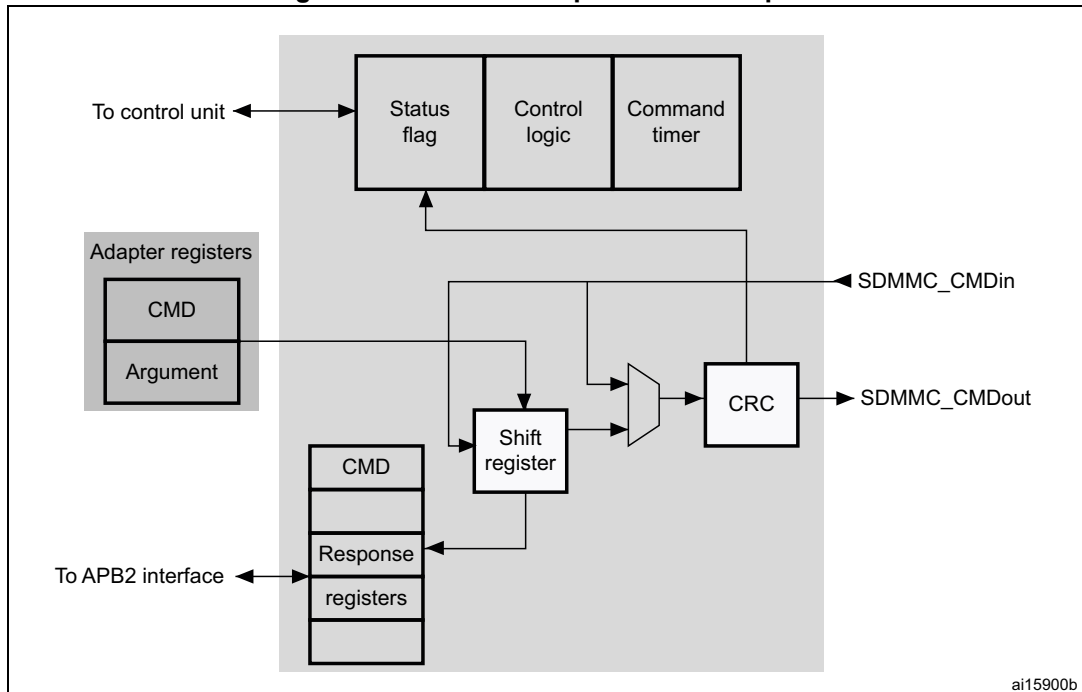 To control unit
Status
flag
Control
logic
Command
timer
Adapter registers
CMD
Argument
SDMMC_CMDin
CRC
SDMMC_CMDout
Shift
register
CMD
Response
registers
To APB2 interface
ai15900b